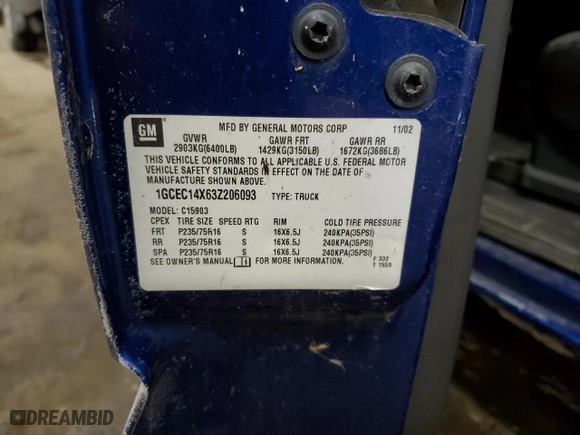 GM
MFD BY GENERAL MOTORS CORP 11/02
GVWR GAWR FRT GAWR RR
2903KG(6400LB) 1429KG(3150LB) 1672KG(3686LB)
THIS VEHICLE CONFORMS TO ALL APPLICABLE U.S. FEDERAL MOTOR
VEHICLE SAFETY STANDARDS IN EFFECT ON THE DATE OF
MANUFACTURE SHOWN ABOVE.
1GCEC14X63Z206093 TYPE: TRUCK
MODEL: C15903
CPEX TIRE SIZE SPEED RTG RIM COLD TIRE PRESSURE
FRT P235/75R16 S 16X6.5J 240KPA(35PSI)
RR P235/75R16 S 16X6.5J 240KPA(35PSI)
SPA P235/75R16 S 16X6.5J 240KPA(35PSI)
SEE OWNER'S MANUAL FOR MORE INFORMATION.
F 332
T 1559
DREAMBID